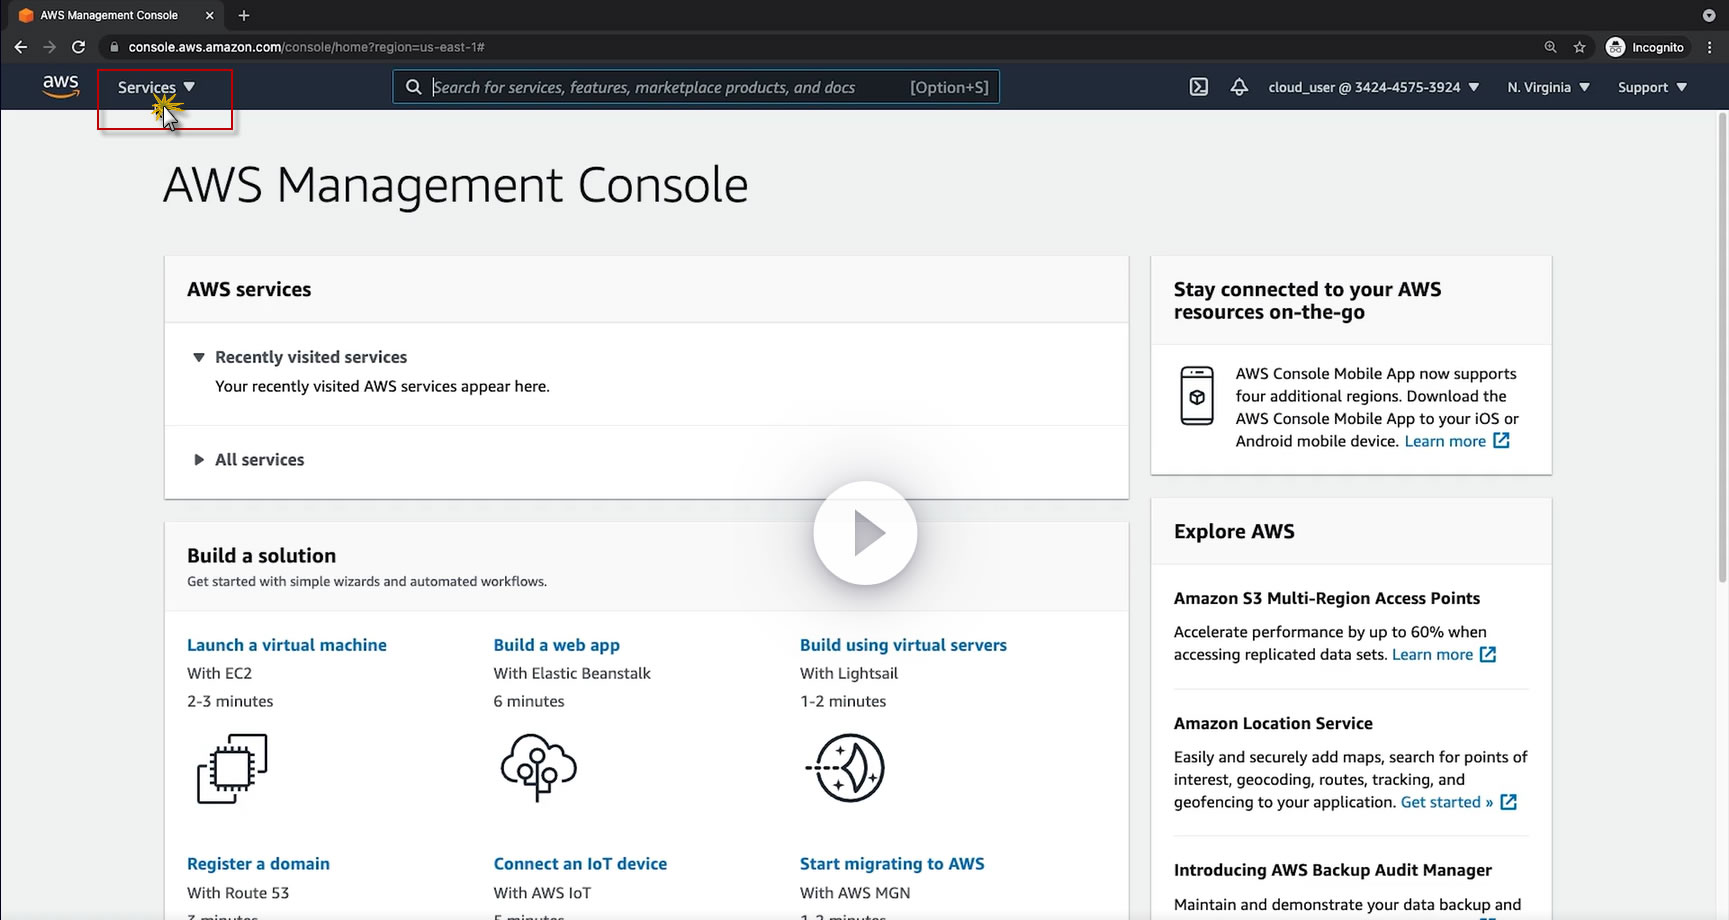 AWS Management Console
console.aws.amazon.com/console/home?region=us-east-1#
Incognito
aws
Services
Search for services, features, marketplace products, and docs
[Option+S]
cloud_user @ 3424-4575-3924
N. Virginia
Support
AWS Management Console
AWS services
Recently visited services
Your recently visited AWS services appear here.
All services
Build a solution
Get started with simple wizards and automated workflows.
Launch a virtual machine
With EC2
2-3 minutes
Build a web app
With Elastic Beanstalk
6 minutes
Build using virtual servers
With Lightsail
1-2 minutes
Register a domain
With Route 53
3 minutes
Connect an IoT device
With AWS IoT
5 minutes
Start migrating to AWS
With AWS MGN
1-2 minutes
Stay connected to your AWS
resources on-the-go
AWS Console Mobile App now supports
four additional regions. Download the
AWS Console Mobile App to your iOS or
Android mobile device. Learn more
Explore AWS
Amazon S3 Multi-Region Access Points
Accelerate performance by up to 60% when
accessing replicated data sets. Learn more
Amazon Location Service
Easily and securely add maps, search for points of
interest, geocoding, routes, tracking, and
geofencing to your application. Get started »
Introducing AWS Backup Audit Manager
Maintain and demonstrate your data backup and